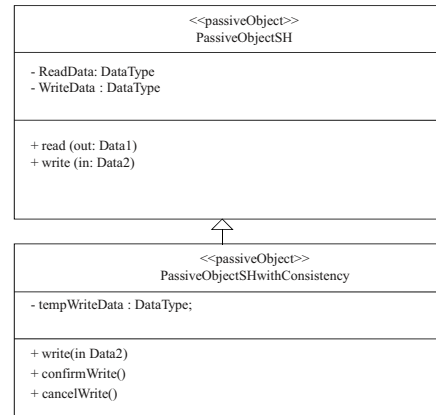 <<passiveObject>>
PassiveObjectSH
- ReadData: DataType
- WriteData : DataType
+ read (out: Data1)
+ write (in: Data2)
<<passiveObject>>
PassiveObjectSHwithConsistency
- tempWriteData : DataType;
+ write(in Data2)
+ confirmWrite()
+ cancelWrite()